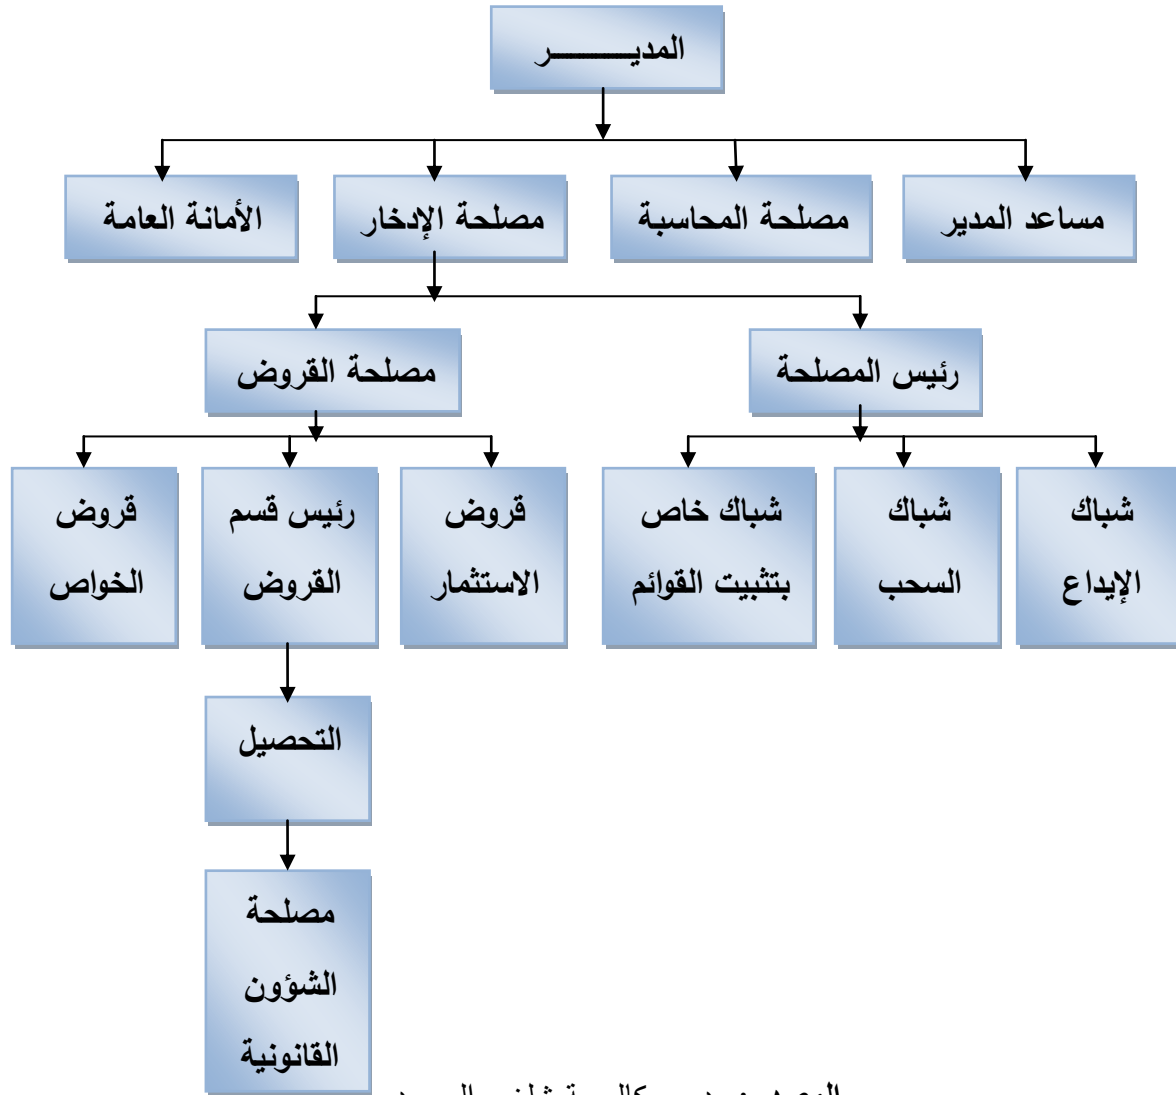 المديــــــــر
مساعد المدير
مصلحة المحاسبة
مصلحة الإدخار
الأمانة العامة
رئيس المصلحة
مصلحة القروض
شباك
الإيداع
شباك
السحب
شباك خاص
بتثبيت القوائم
قروض
الاستثمار
رئيس قسم
القروض
قروض
الخواص
التحصيل
مصلحة
الشؤون
القانونية